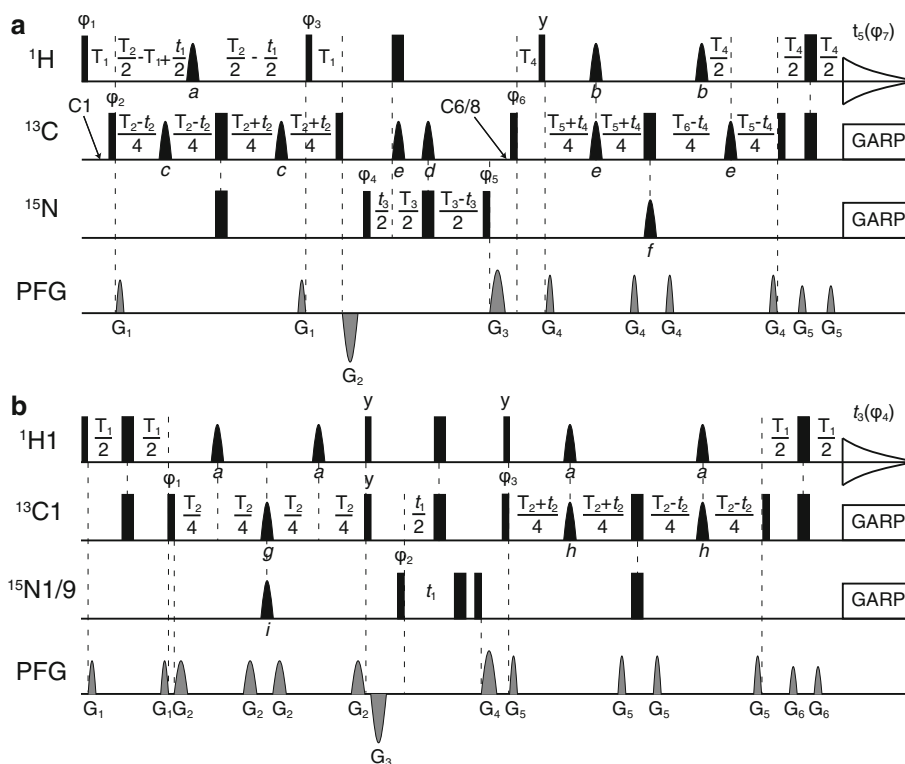 a
φ1 φ3 y t5(φ7)
1H T1 T2/2-T1+t1/2 T2/2 - t1/2 T1 T4 T4/2 T4/2 T4/2
a b b
C1 φ2 C6/8 φ6
13C T2-t2/4 T2-t2/4 T2+t2/4 T2+t2/4 T5+t4/4 T5+t4/4 T6-t4/4 T5-t4/4 GARP
c c e d e e
φ4 φ5
15N t3/2 T3/2 T3-t3/2 GARP
f
PFG
G1 G1 G2 G3 G4 G4 G4 G4 G5 G5
b
y y t3(φ4)
1H1 T1/2 T1/2 T1/2 T1/2
a a a a
φ1 y φ3
13C1 T2/4 T2/4 T2/4 T2/4 t1/2 T2+t2/4 T2+t2/4 T2-t2/4 T2-t2/4 GARP
g h h
φ2
15N1/9 t1 GARP
i
PFG
G1 G1 G2 G2 G2 G2 G3 G4 G5 G5 G5 G5 G6 G6